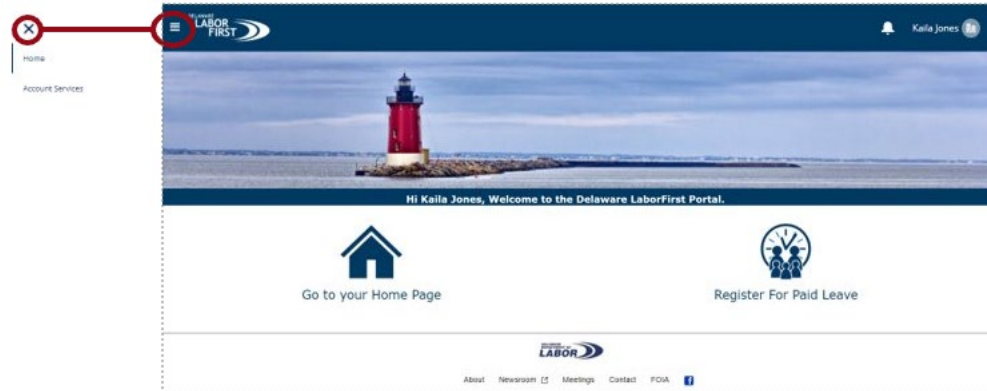 DELAWARE
LABOR
FIRST
Kaila Jones
Home
Account Services
Hi Kaila Jones, Welcome to the Delaware LaborFirst Portal.
Go to your Home Page
Register For Paid Leave
LABOR
About Newsroom Meetings Contact FOIA